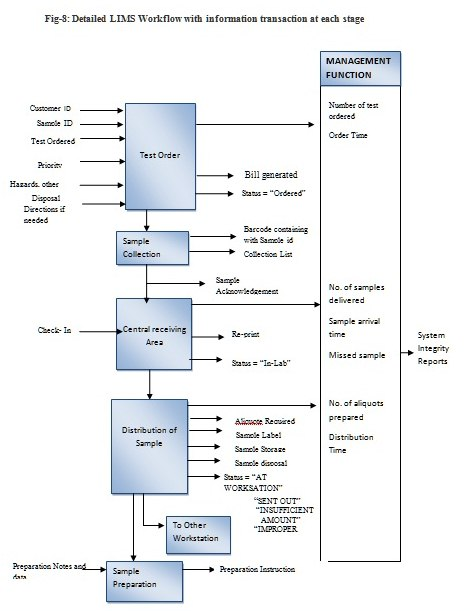 Fig-8: Detailed LIMS Workflow with information transaction at each stage
MANAGEMENT
FUNCTION
Customer ID
Sample ID
Test Ordered
Priority
Hazards, other
Disposal
Directions if
needed
Test Order
Number of test
ordered
Order Time
Bill generated
Status = “Ordered”
Sample
Collection
Barcode containing
with Sample id
Collection List
Sample
Acknowledgement
No. of samples
delivered
Sample arrival
time
Missed sample
Check- In
Central receiving
Area
Re-print
Status = “In-Lab”
System
Integrity
Reports
No. of aliquots
prepared
Distribution
Time
Distribution of
Sample
Required
Sample Label
Sample Storage
Sample disposal
Status = “AT
WORKSATION”
“SENT OUT”
“INSUFFICIENT
AMOUNT”
“IMPROPER
To Other
Workstation
Preparation Notes and
data
Sample
Preparation
Preparation Instruction